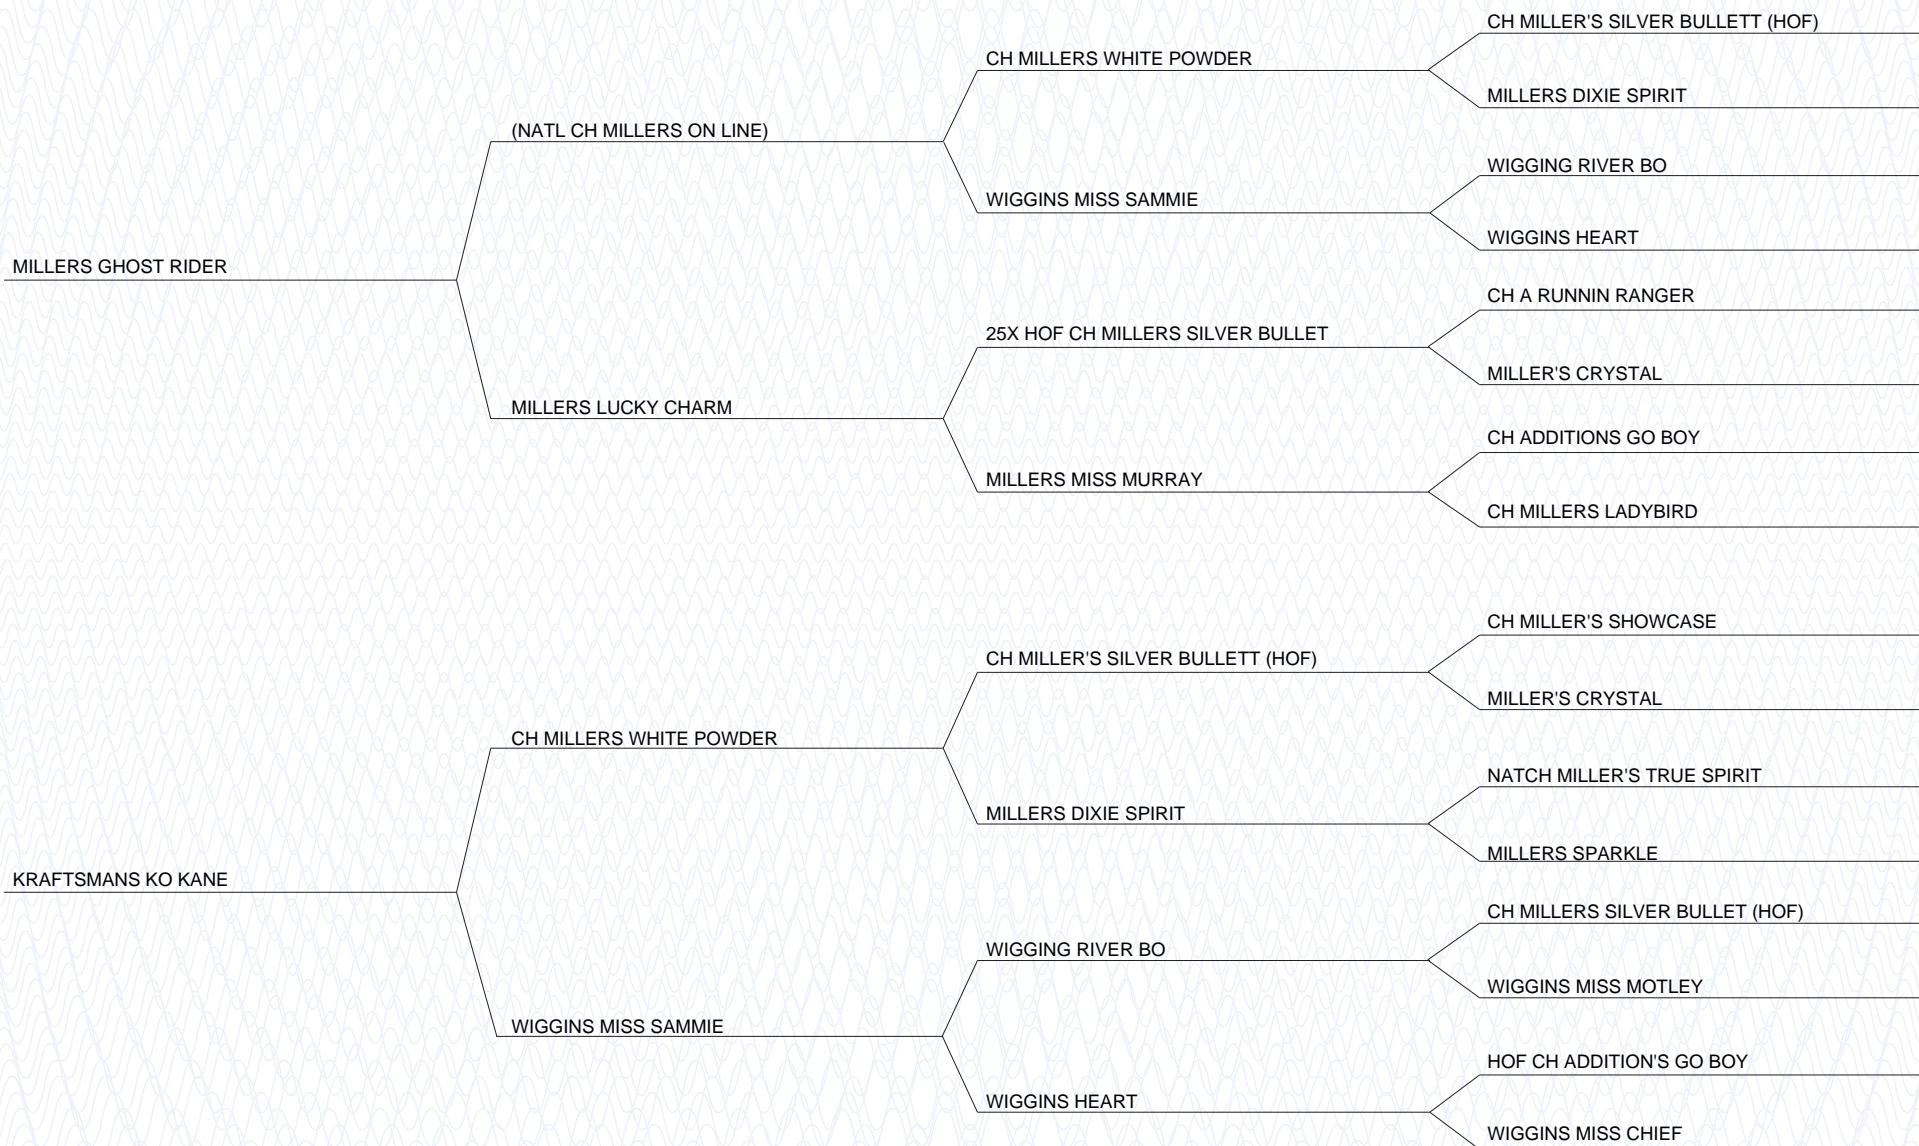 CH MILLER'S SILVER BULLETT (HOF)
CH MILLERS WHITE POWDER
MILLERS DIXIE SPIRIT
(NATL CH MILLERS ON LINE)
WIGGING RIVER BO
WIGGINS MISS SAMMIE
WIGGINS HEART
MILLERS GHOST RIDER
CH A RUNNIN RANGER
25X HOF CH MILLERS SILVER BULLET
MILLER'S CRYSTAL
MILLERS LUCKY CHARM
CH ADDITIONS GO BOY
MILLERS MISS MURRAY
CH MILLERS LADYBIRD
CH MILLER'S SHOWCASE
CH MILLER'S SILVER BULLETT (HOF)
MILLER'S CRYSTAL
CH MILLERS WHITE POWDER
NATCH MILLER'S TRUE SPIRIT
MILLERS DIXIE SPIRIT
MILLERS SPARKLE
KRAFTSMANS KO KANE
CH MILLERS SILVER BULLET (HOF)
WIGGING RIVER BO
WIGGINS MISS MOTLEY
WIGGINS MISS SAMMIE
HOF CH ADDITION'S GO BOY
WIGGINS HEART
WIGGINS MISS CHIEF